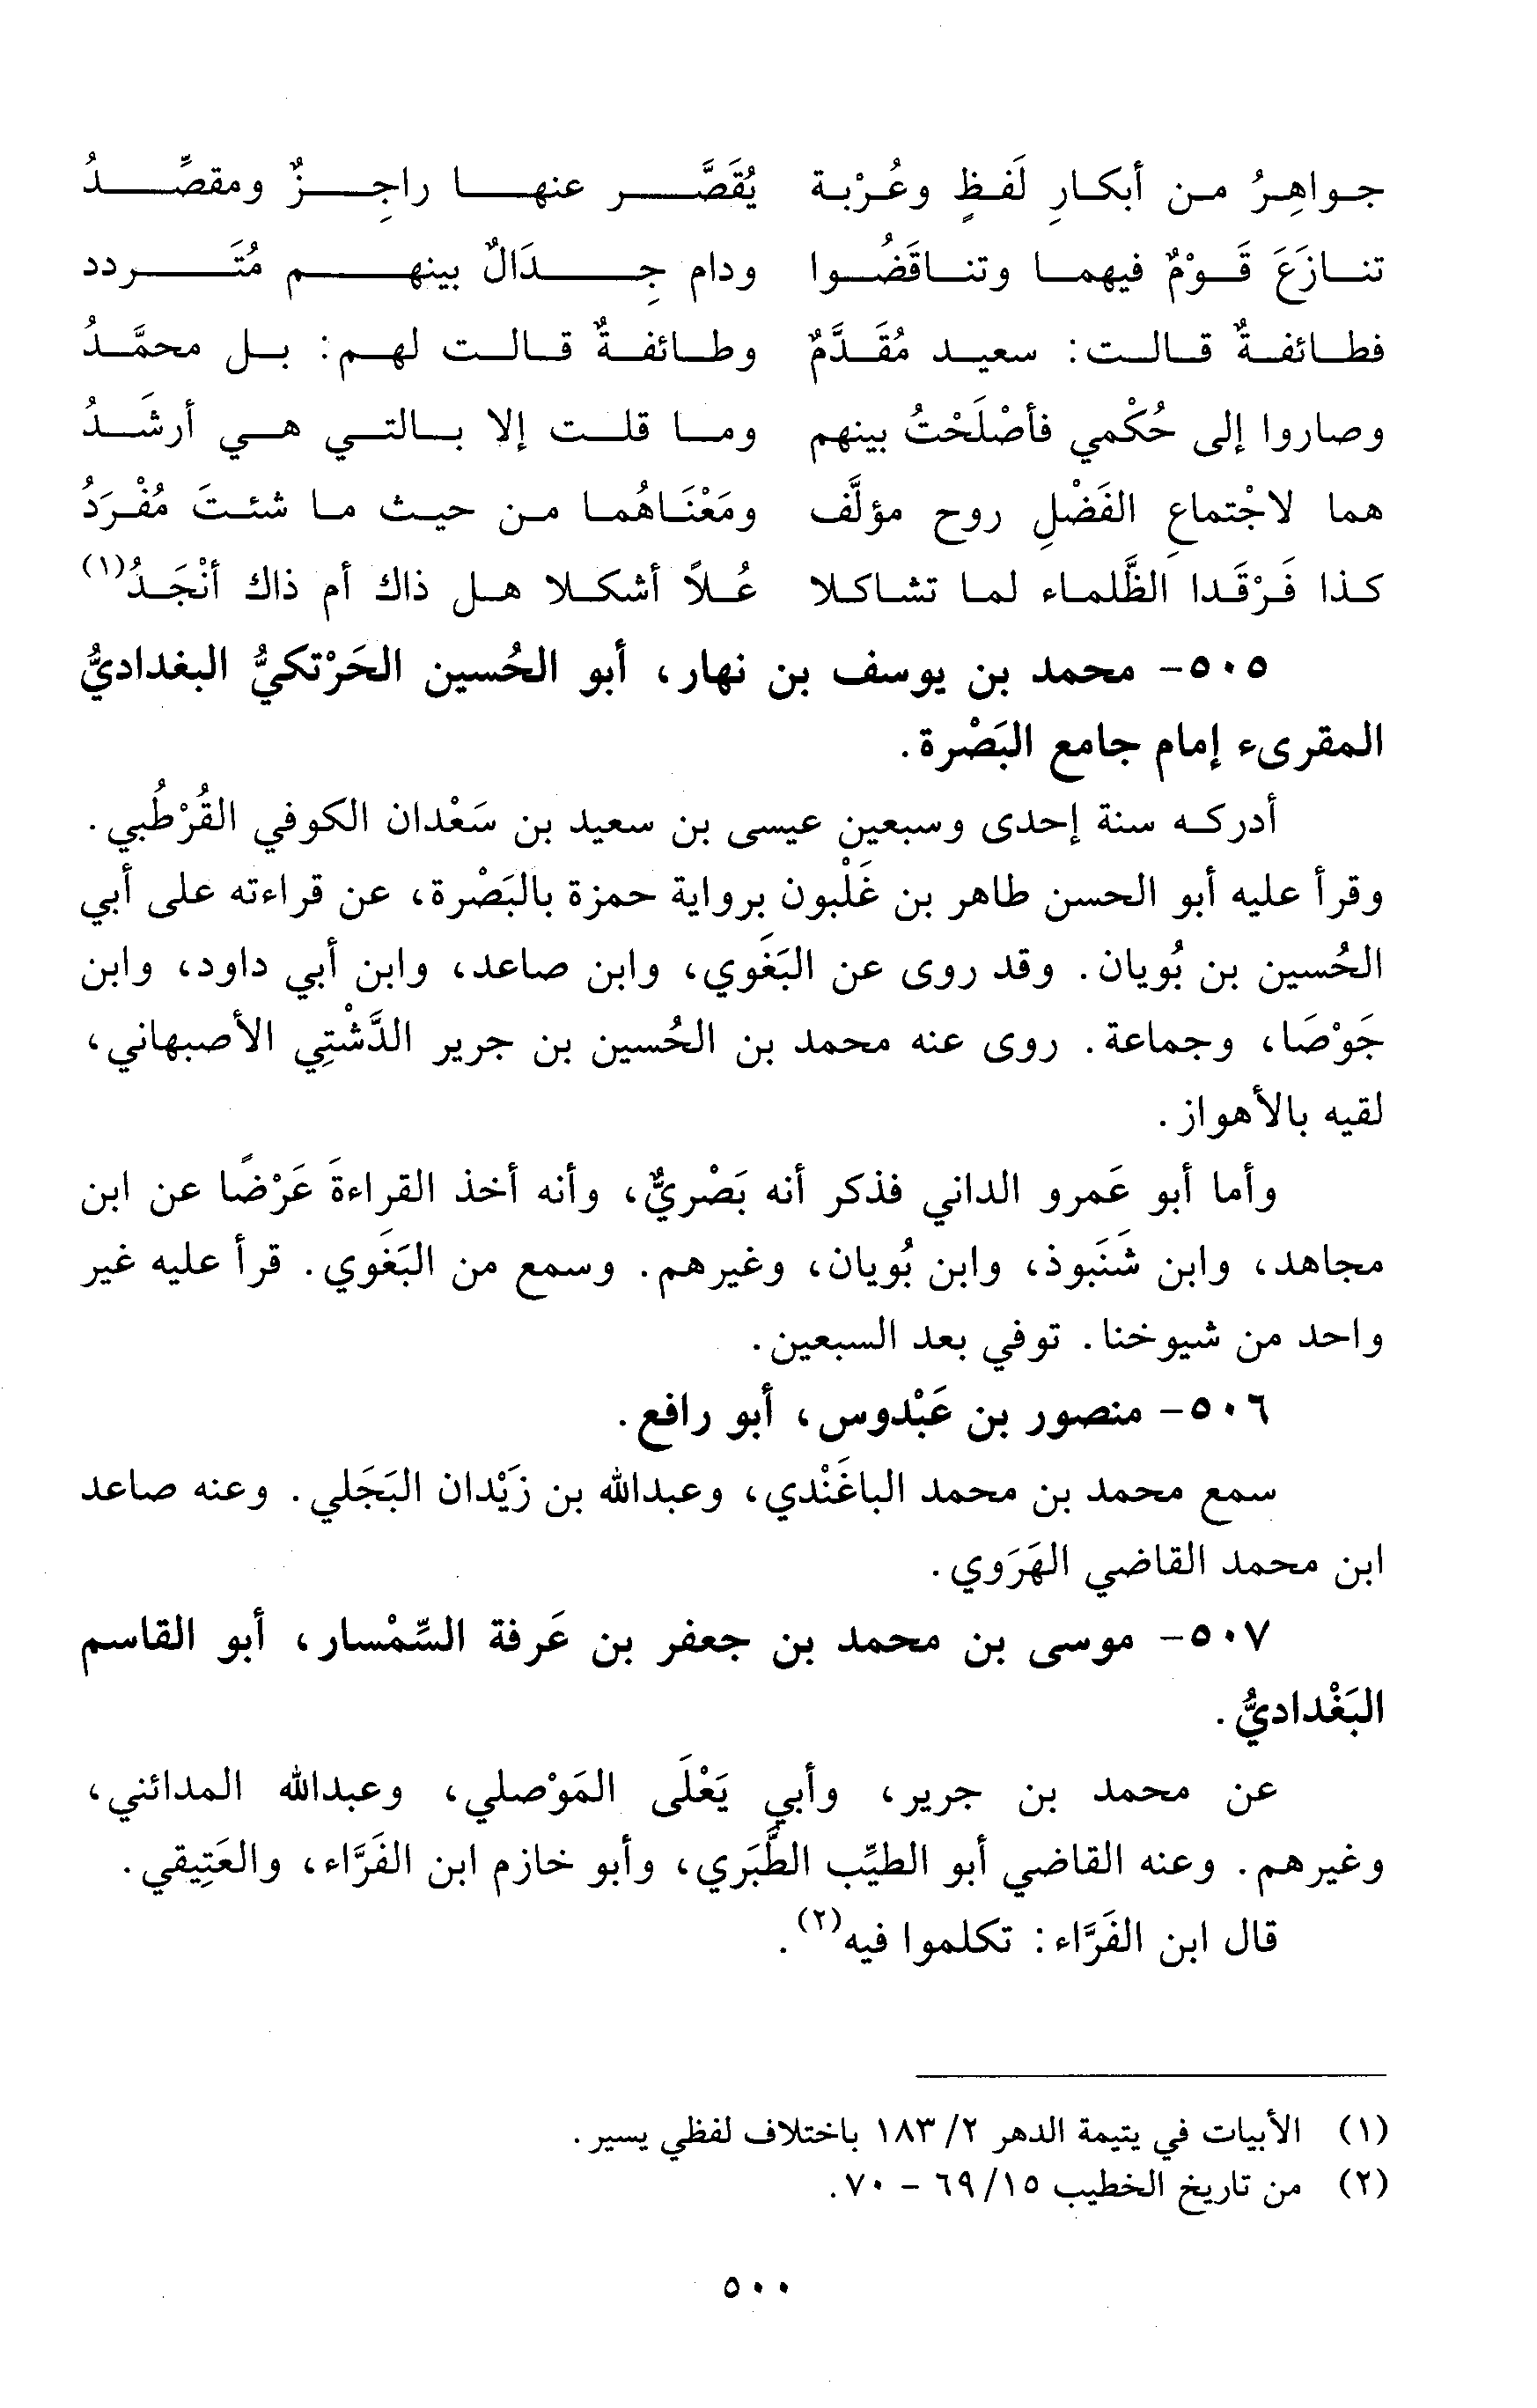 جواهِرُ من أبكارِ لَفظٍ وعُرْبة يُقَصَّر عنها راجِزٌ ومقصِّدُ
تنازَعَ قَوْمٌ فيهما وتناقَضُوا ودام جِدَالٌ بينهم مُتَردد
فطائفةٌ قالت: سعيد مُقَدَّمٌ وطائفةٌ قالت لهم: بل محمَّدُ
وصاروا إلى حُكْمي فأصْلَحْتُ بينهم وما قلت إلا بالتي هي أرشَدُ
هما لاجْتماعِ الفَضْلِ روح مؤلَّف ومَعْنَاهُما من حيث ما شئتَ مُفْرَدُ
كذا فَرْقَدا الظَّلماء لما تشاكلا عُلاً أشكلا هل ذاك أم ذاك أنْجَدُ(١)
٥٠٥- محمد بن يوسف بن نهار، أبو الحُسين الحَرْتكيُّ البغداديُّ
المقرىء إمام جامع البَصْرة.
أدركه سنة إحدى وسبعين عيسى بن سعيد بن سَعْدان الكوفي القُرْطُبي.
وقرأ عليه أبو الحسن طاهر بن غَلْبون برواية حمزة بالبَصْرة، عن قراءته على أبي
الحُسين بن بُويان. وقد روى عن البَغَوي، وابن صاعد، وابن أبي داود، وابن
جَوْصَا، وجماعة. روى عنه محمد بن الحُسين بن جرير الدَّشْتِي الأصبهاني،
لقيه بالأهواز.
وأما أبو عَمرو الداني فذكر أنه بَصْريٌّ، وأنه أخذ القراءةَ عَرْضًا عن ابن
مجاهد، وابن شَنَبوذ، وابن بُويان، وغيرهم. وسمع من البَغَوي. قرأ عليه غير
واحد من شيوخنا. توفي بعد السبعين.
٥٠٦- منصور بن عَبْدوس، أبو رافع.
سمع محمد بن محمد الباغَنْدي، وعبدالله بن زَيْدان البَجَلي. وعنه صاعد
ابن محمد القاضي الهَرَوي.
٥٠٧- موسى بن محمد بن جعفر بن عَرفة السِّمْسار، أبو القاسم
البَغْداديُّ.
عن محمد بن جرير، وأبي يَعْلَى المَوْصلي، وعبدالله المدائني،
وغيرهم. وعنه القاضي أبو الطيِّب الطَّبَري، وأبو خازم ابن الفَرَّاء، والعَتِيقي.
قال ابن الفَرَّاء: تكلموا فيه(٢).
(١) الأبيات في يتيمة الدهر ٢/ ١٨٣ باختلاف لفظي يسير.
(٢) من تاريخ الخطيب ١٥/ ٦٩ - ٧٠.
٥٠٠